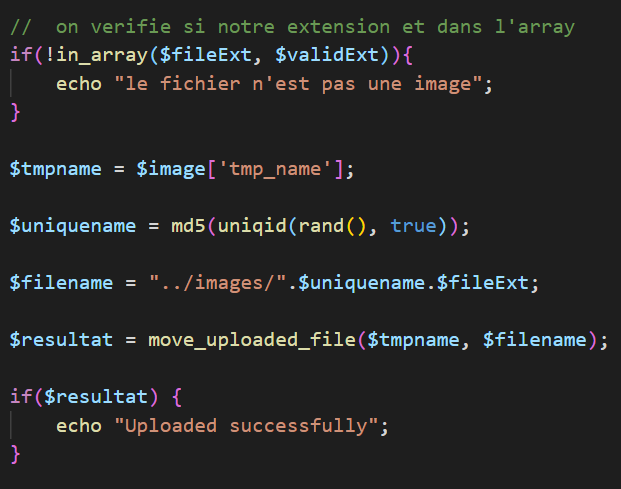 //  on verifie si notre extension et dans l'array
if(!in_array($fileExt, $validExt)){
    echo "le fichier n'est pas une image";
}
$tmpname = $image['tmp_name'];
$uniquename = md5(uniqid(rand(), true));
$filename = "../images/".$uniquename.$fileExt;
$resultat = move_uploaded_file($tmpname, $filename);
if($resultat) {
    echo "Uploaded successfully";
}